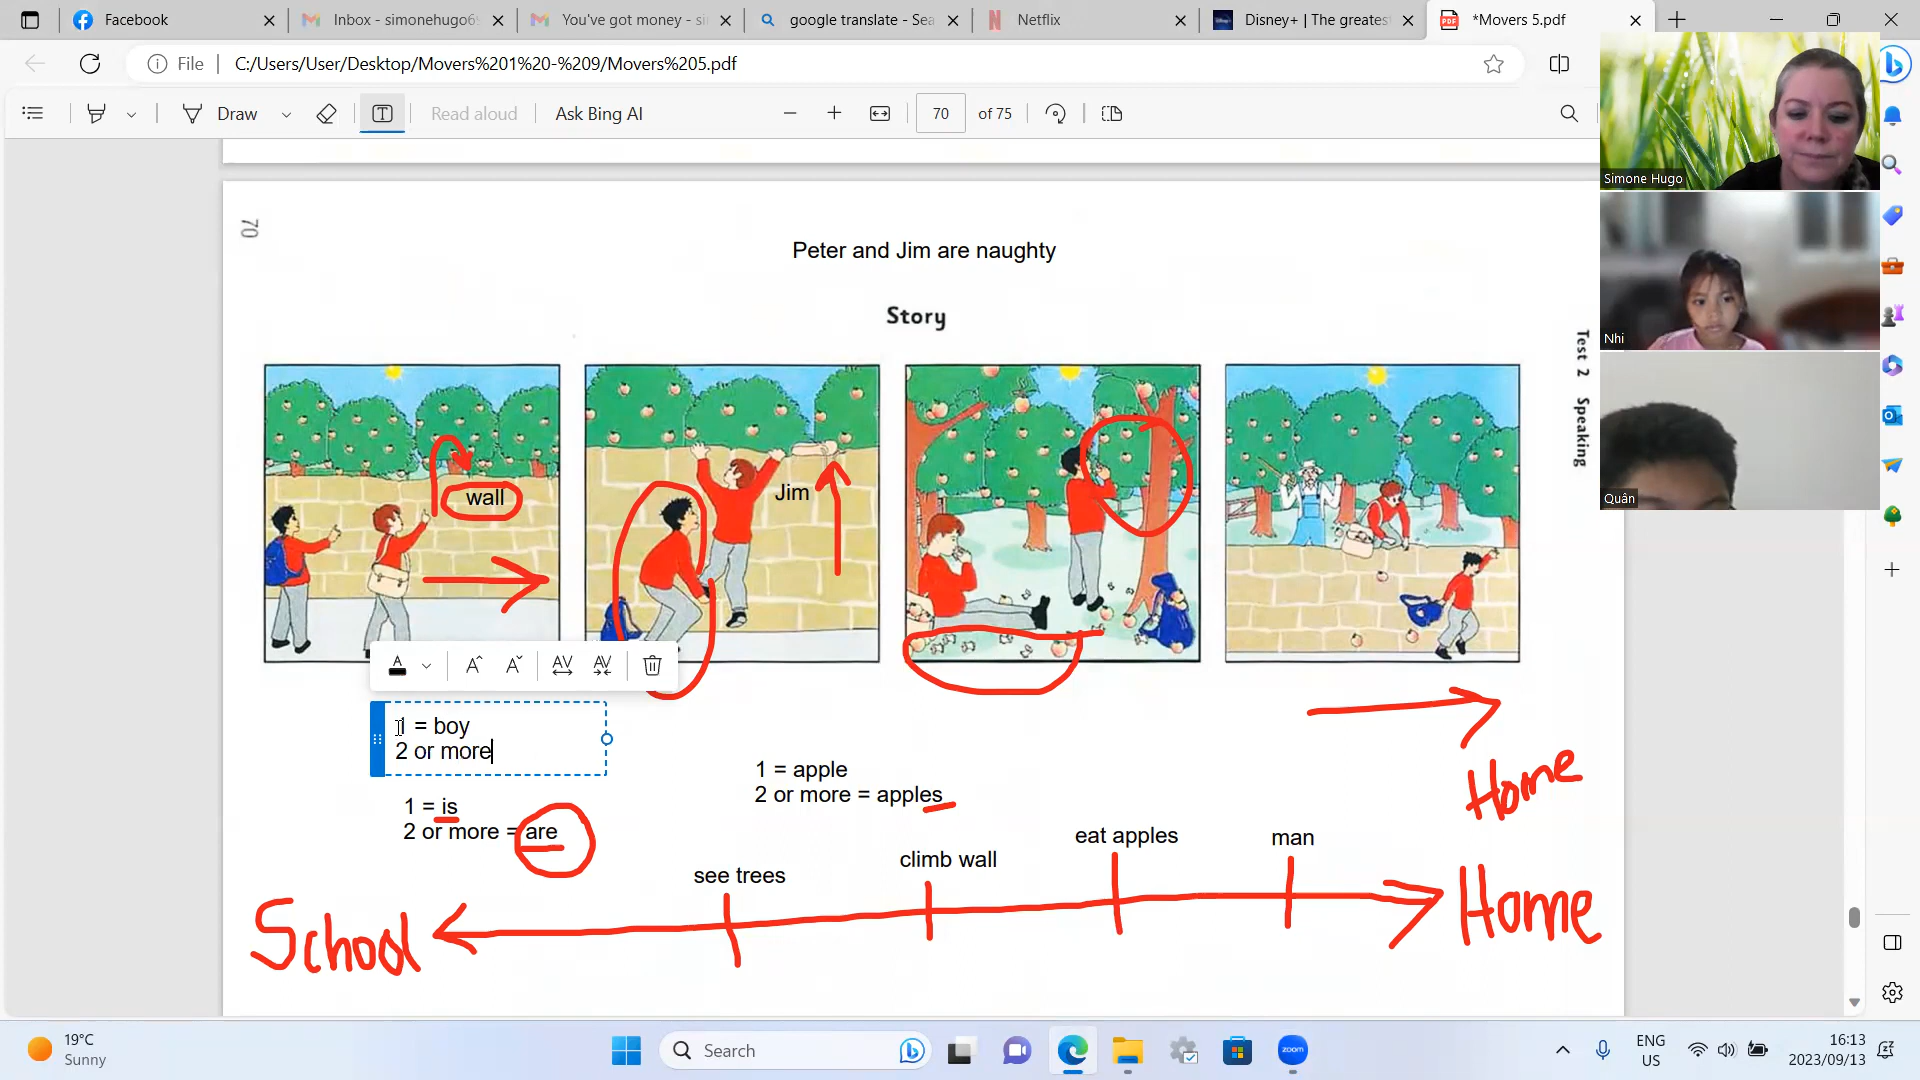 Facebook
Inbox - simonehugo69
You've got money - si
google translate - Sea
Netflix
Disney+ | The greates
*Movers 5.pdf
File
C:/Users/User/Desktop/Movers%201%20-%209/Movers%205.pdf
Draw
Read aloud
Ask Bing AI
70
of 75
Simone Hugo
Nhi
Quân
70
Peter and Jim are naughty
Story
Test 2 Speaking
wall
Jim
1 = boy
2 or more
1 = is
2 or more = are
1 = apple
2 or more = apples
Home
see trees
climb wall
eat apples
man
School
Home
19°C
Sunny
Search
zoom
ENG
US
16:13
2023/09/13